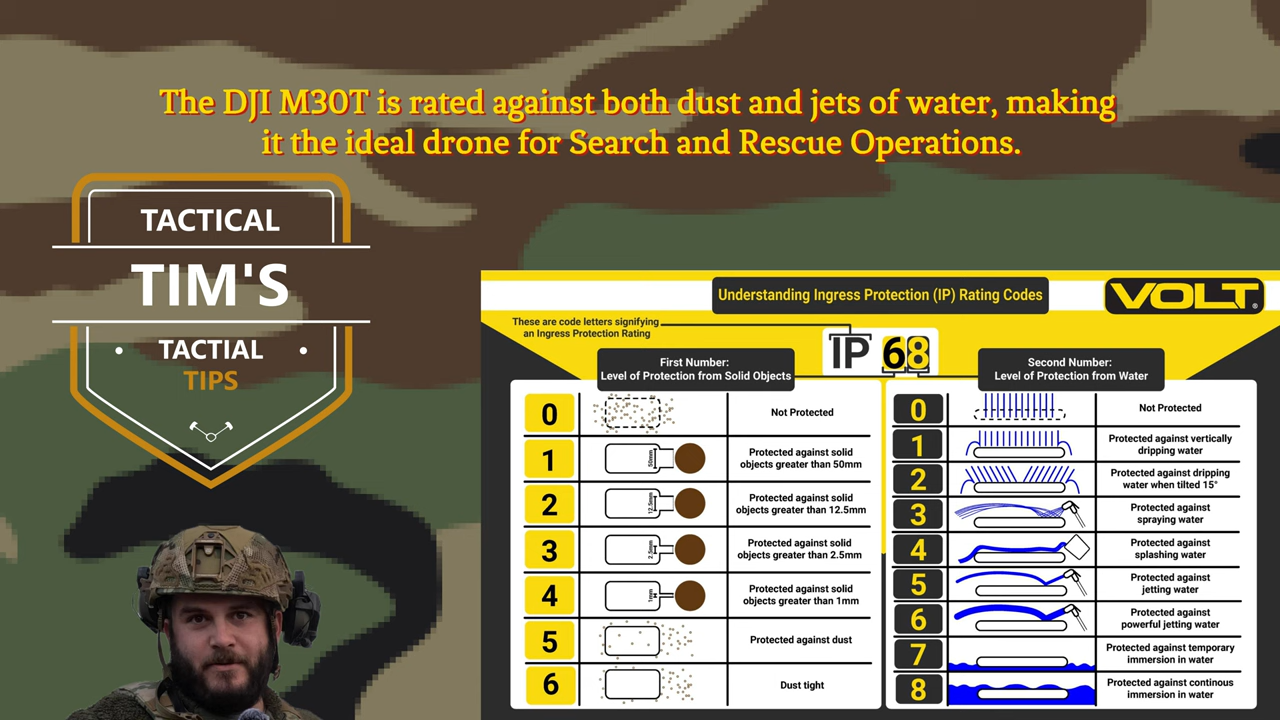 The DJI M30T is rated against both dust and jets of water, making
it the ideal drone for Search and Rescue Operations.
TACTICAL
TIM'S
TACTIAL
TIPS
Understanding Ingress Protection (IP) Rating Codes
VOLT®
These are code letters signifying
an Ingress Protection Rating
IP 68
First Number:
Level of Protection from Solid Objects
Second Number:
Level of Protection from Water
0
Not Protected
1
50mm
Protected against solid
objects greater than 50mm
2
12.5mm
Protected against solid
objects greater than 12.5mm
3
2.5mm
Protected against solid
objects greater than 2.5mm
4
1mm
Protected against solid
objects greater than 1mm
5
Protected against dust
6
Dust tight
0
Not Protected
1
Protected against vertically
dripping water
2
Protected against dripping
water when tilted 15°
3
Protected against
spraying water
4
Protected against
splashing water
5
Protected against
jetting water
6
Protected against
powerful jetting water
7
Protected against temporary
immersion in water
8
Protected against continous
immersion in water